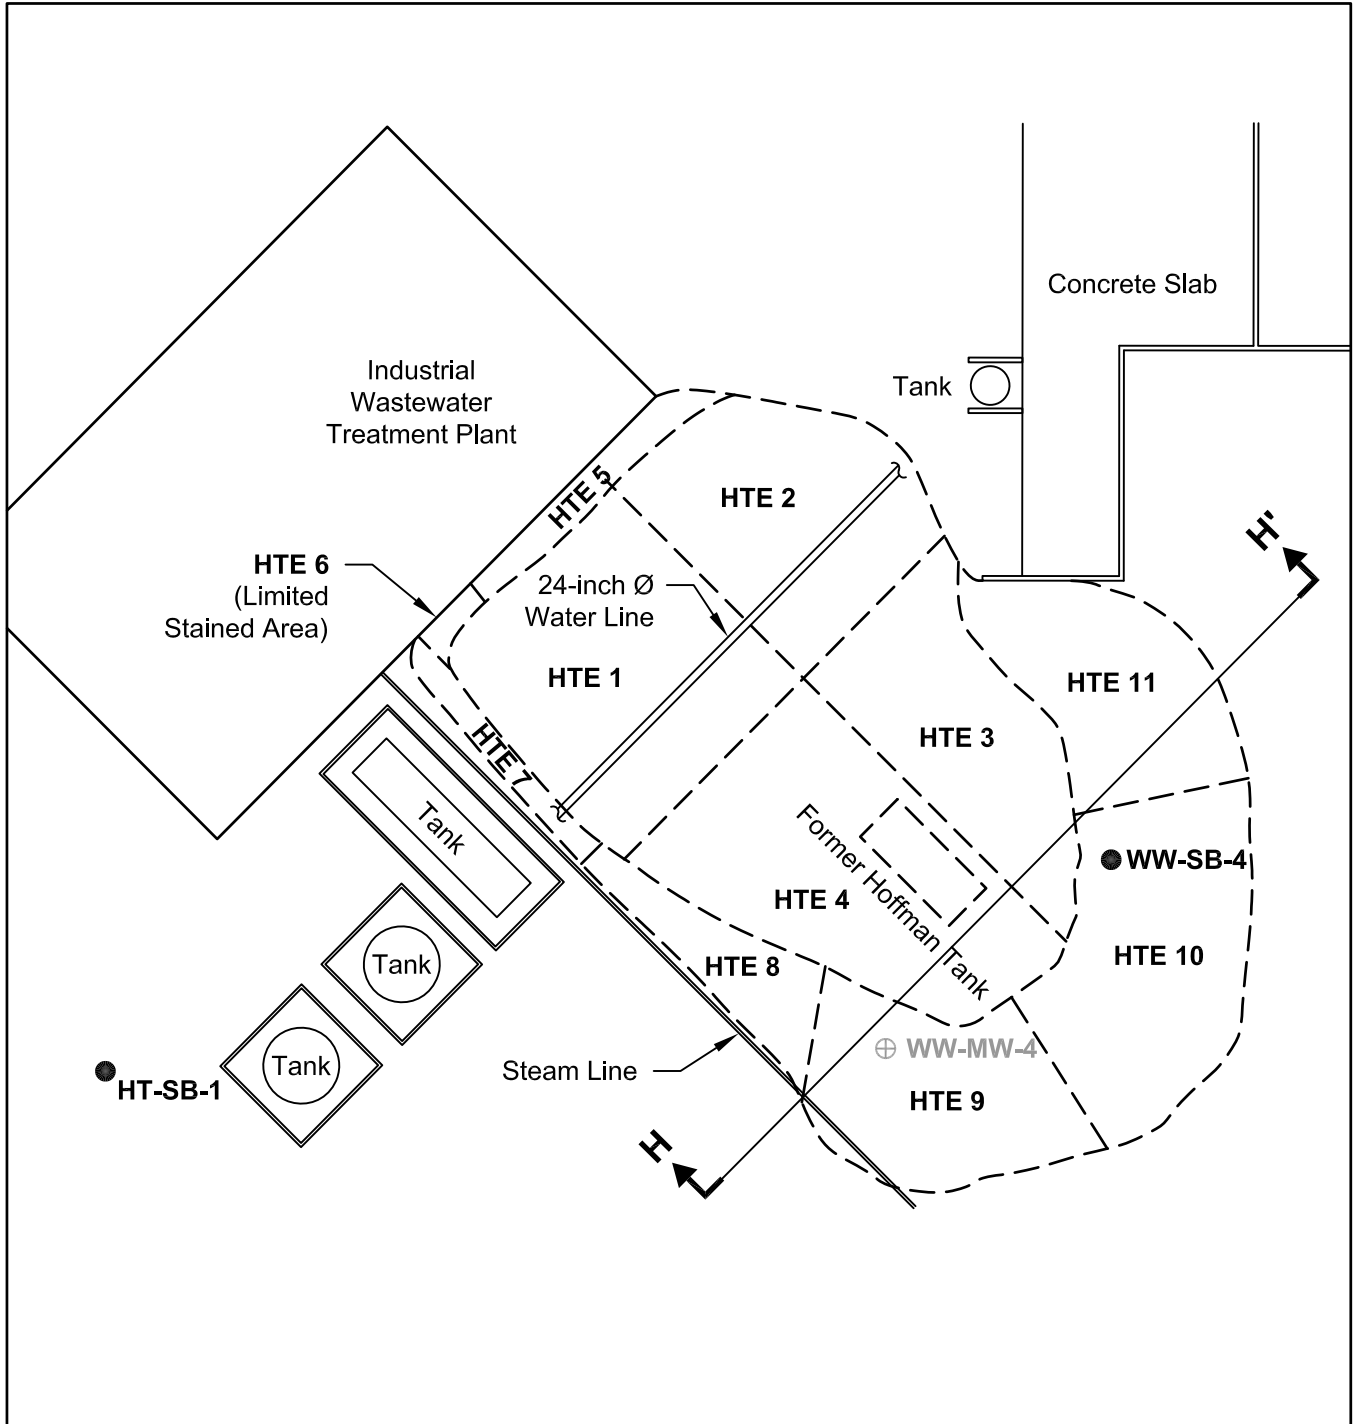 Concrete Slab
Industrial
Wastewater
Treatment Plant
Tank
HTE 5
HTE 2
H'
HTE 6
(Limited
Stained Area)
24-inch Ø
Water Line
HTE 1
HTE 11
HTE 7
HTE 3
Tank
Former Hoffman Tank
WW-SB-4
HTE 4
HTE 10
HTE 8
Tank
WW-MW-4
Steam Line
Tank
HT-SB-1
HTE 9
H